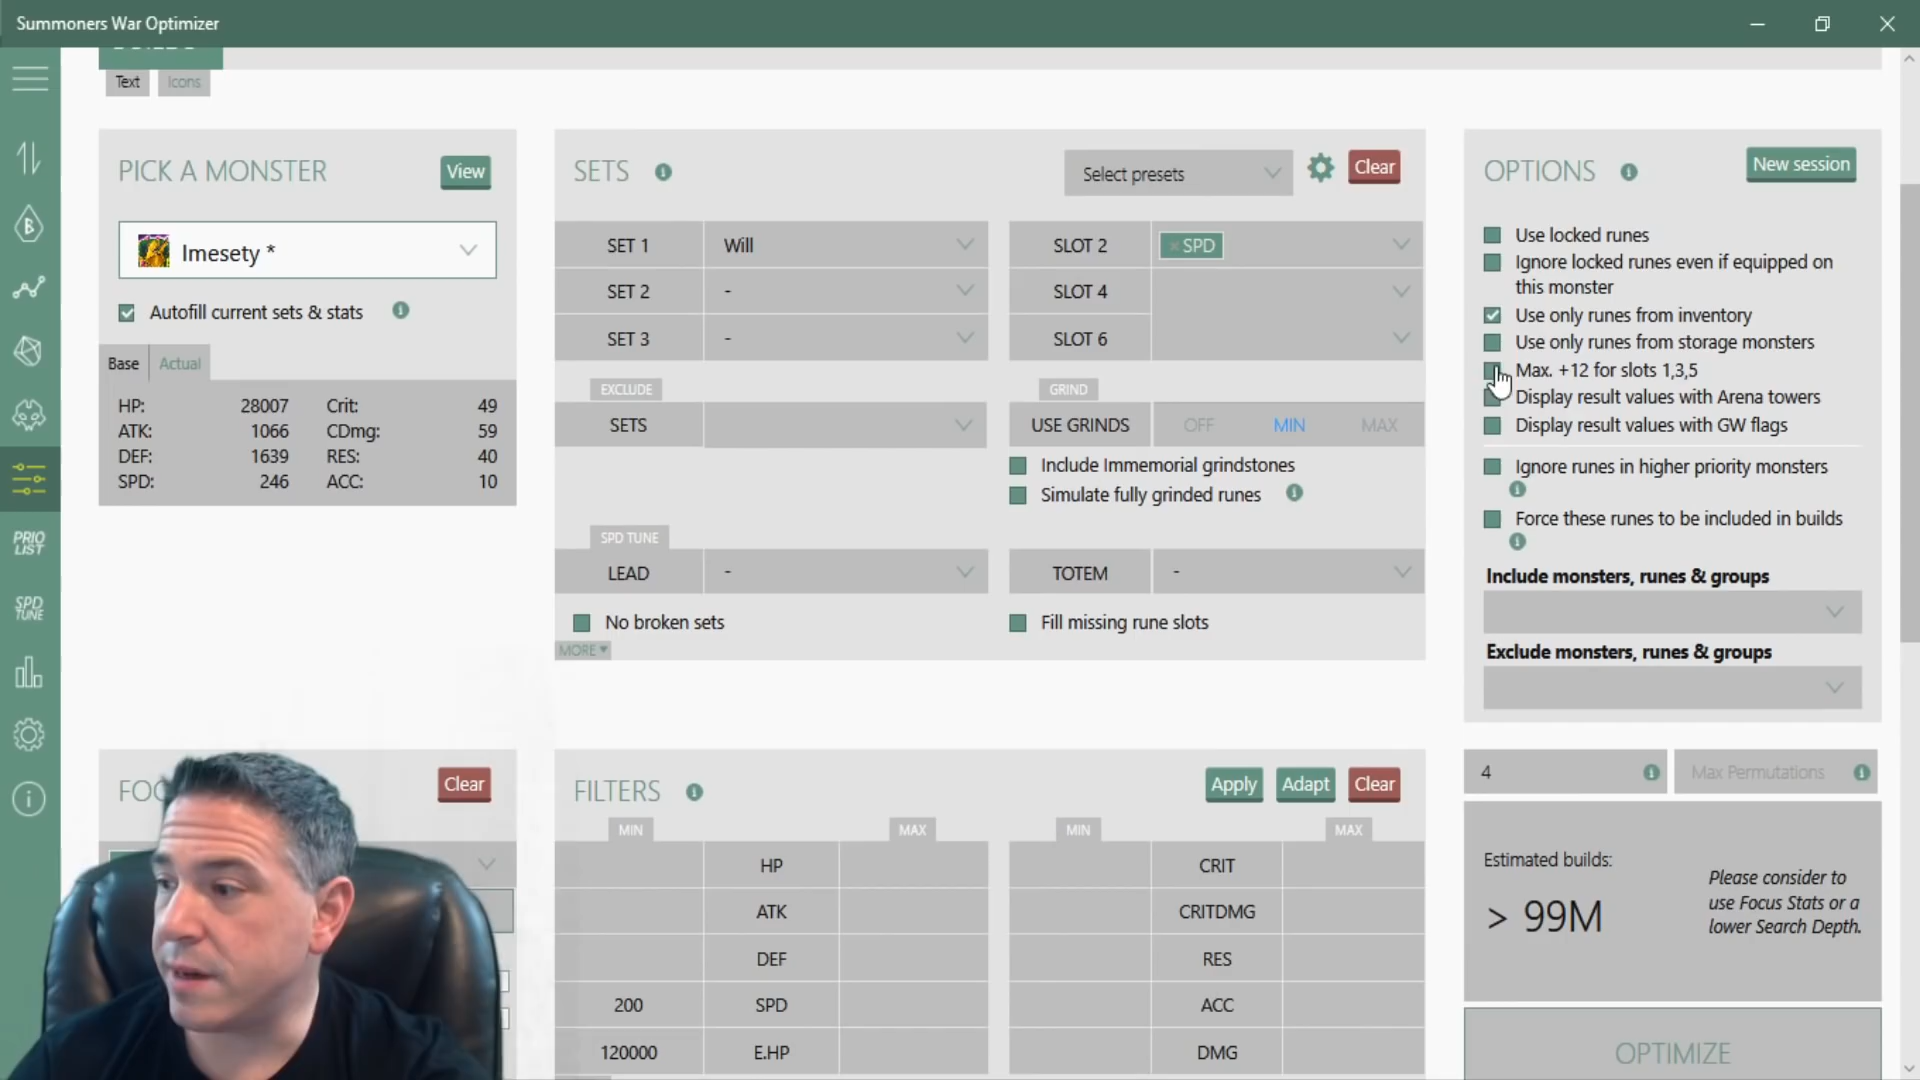 Summoners War Optimizer
Text Icons
PICK A MONSTER View
Imesety *
Autofill current sets & stats
Base Actual
HP: 28007 Crit: 49
ATK: 1066 CDmg: 59
DEF: 1639 RES: 40
SPD: 246 ACC: 10
SETS Select presets Clear
SET 1 Will SLOT 2 × SPD
SET 2 - SLOT 4
SET 3 - SLOT 6
EXCLUDE GRIND
SETS USE GRINDS OFF MIN MAX
Include Immemorial grindstones
Simulate fully grinded runes
SPD TUNE
LEAD - TOTEM -
No broken sets Fill missing rune slots
MORE
OPTIONS New session
Use locked runes
Ignore locked runes even if equipped on
this monster
Use only runes from inventory
Use only runes from storage monsters
Max. +12 for slots 1,3,5
Display result values with Arena towers
Display result values with GW flags
Ignore runes in higher priority monsters
Force these runes to be included in builds
Include monsters, runes & groups
Exclude monsters, runes & groups
PRIO
LIST
SPD
TUNE
Clear
FILTERS Apply Adapt Clear
MIN MAX MIN MAX
HP CRIT
ATK CRITDMG
DEF RES
200 SPD ACC
120000 E.HP DMG
4 Max Permutations
Estimated builds:
> 99M
Please consider to
use Focus Stats or a
lower Search Depth.
OPTIMIZE